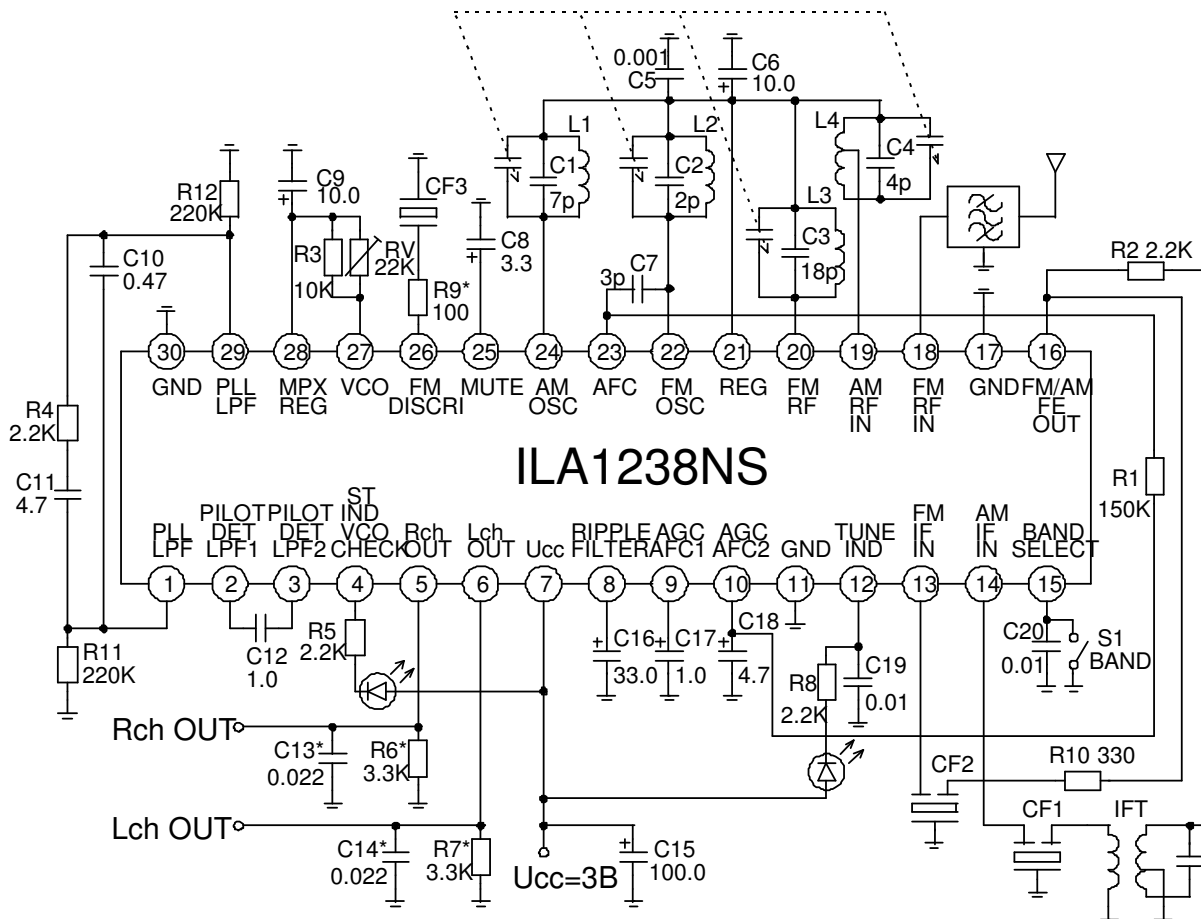 0.001
C5
C6
10.0
L1
L2
L3
L4
C1
7p
C2
2p
C3
18p
C4
4p
R12
220K
C9
10.0
CF3
C10
0.47
R3
10K
RV
22K
R9*
100
C8
3.3
3p
C7
R2 2.2K
30
29
28
27
26
25
24
23
22
21
20
19
18
17
16
GND
PLL
LPF
MPX
REG
VCO
FM
DISCRI
MUTE
AM
OSC
AFC
FM
OSC
REG
FM
RF
AM
RF
IN
FM
RF
IN
GND
FM/AM
FE
OUT
R4
2.2K
C11
4.7
ILA1238NS
R1
150K
PLL
LPF
PILOT
DET
LPF1
PILOT
DET
LPF2
ST
IND
VCO
CHECK
Rch
OUT
Lch
OUT
Ucc
RIPPLE
FILTER
AGC
AFC1
AGC
AFC2
GND
TUNE
IND
FM
IF
IN
AM
IF
IN
BAND
SELECT
1
2
3
4
5
6
7
8
9
10
11
12
13
14
15
R11
220K
C12
1.0
R5
2.2K
C16
33.0
C17
1.0
C18
4.7
R8
2.2K
C19
0.01
C20
0.01
S1
BAND
Rch OUT
C13*
0.022
R6*
3.3K
CF2
R10 330
Lch OUT
C14*
0.022
R7*
3.3K
Ucc=3B
C15
100.0
CF1
IFT